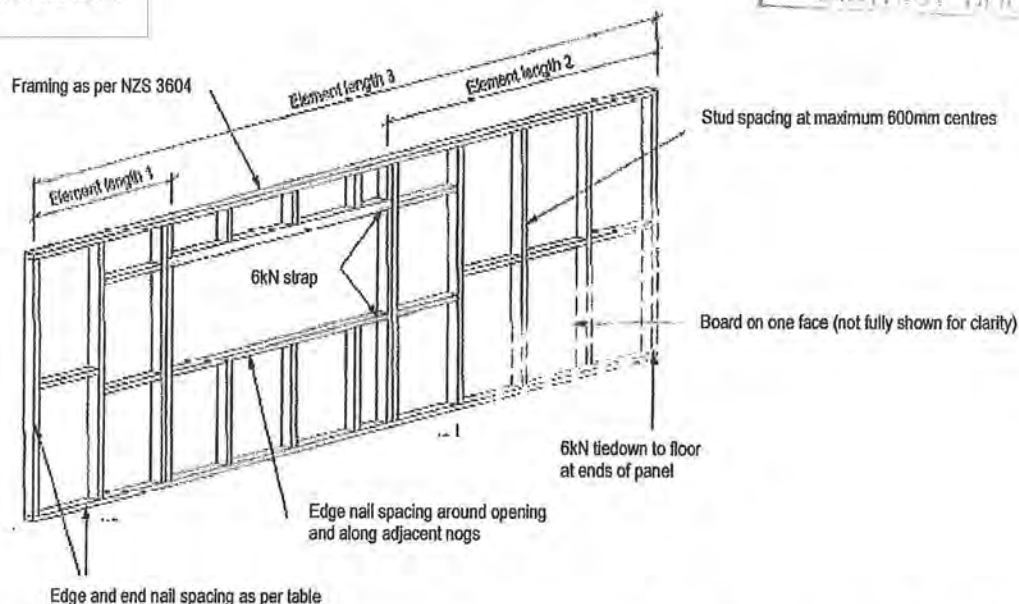 Element length 3
Element length 2
Framing as per NZS 3604
Stud spacing at maximum 600mm centres
Element length 1
6kN strap
Board on one face (not fully shown for clarity)
6kN tiedown to floor
at ends of panel
Edge nail spacing around opening
and along adjacent nogs
Edge and end nail spacing as per table